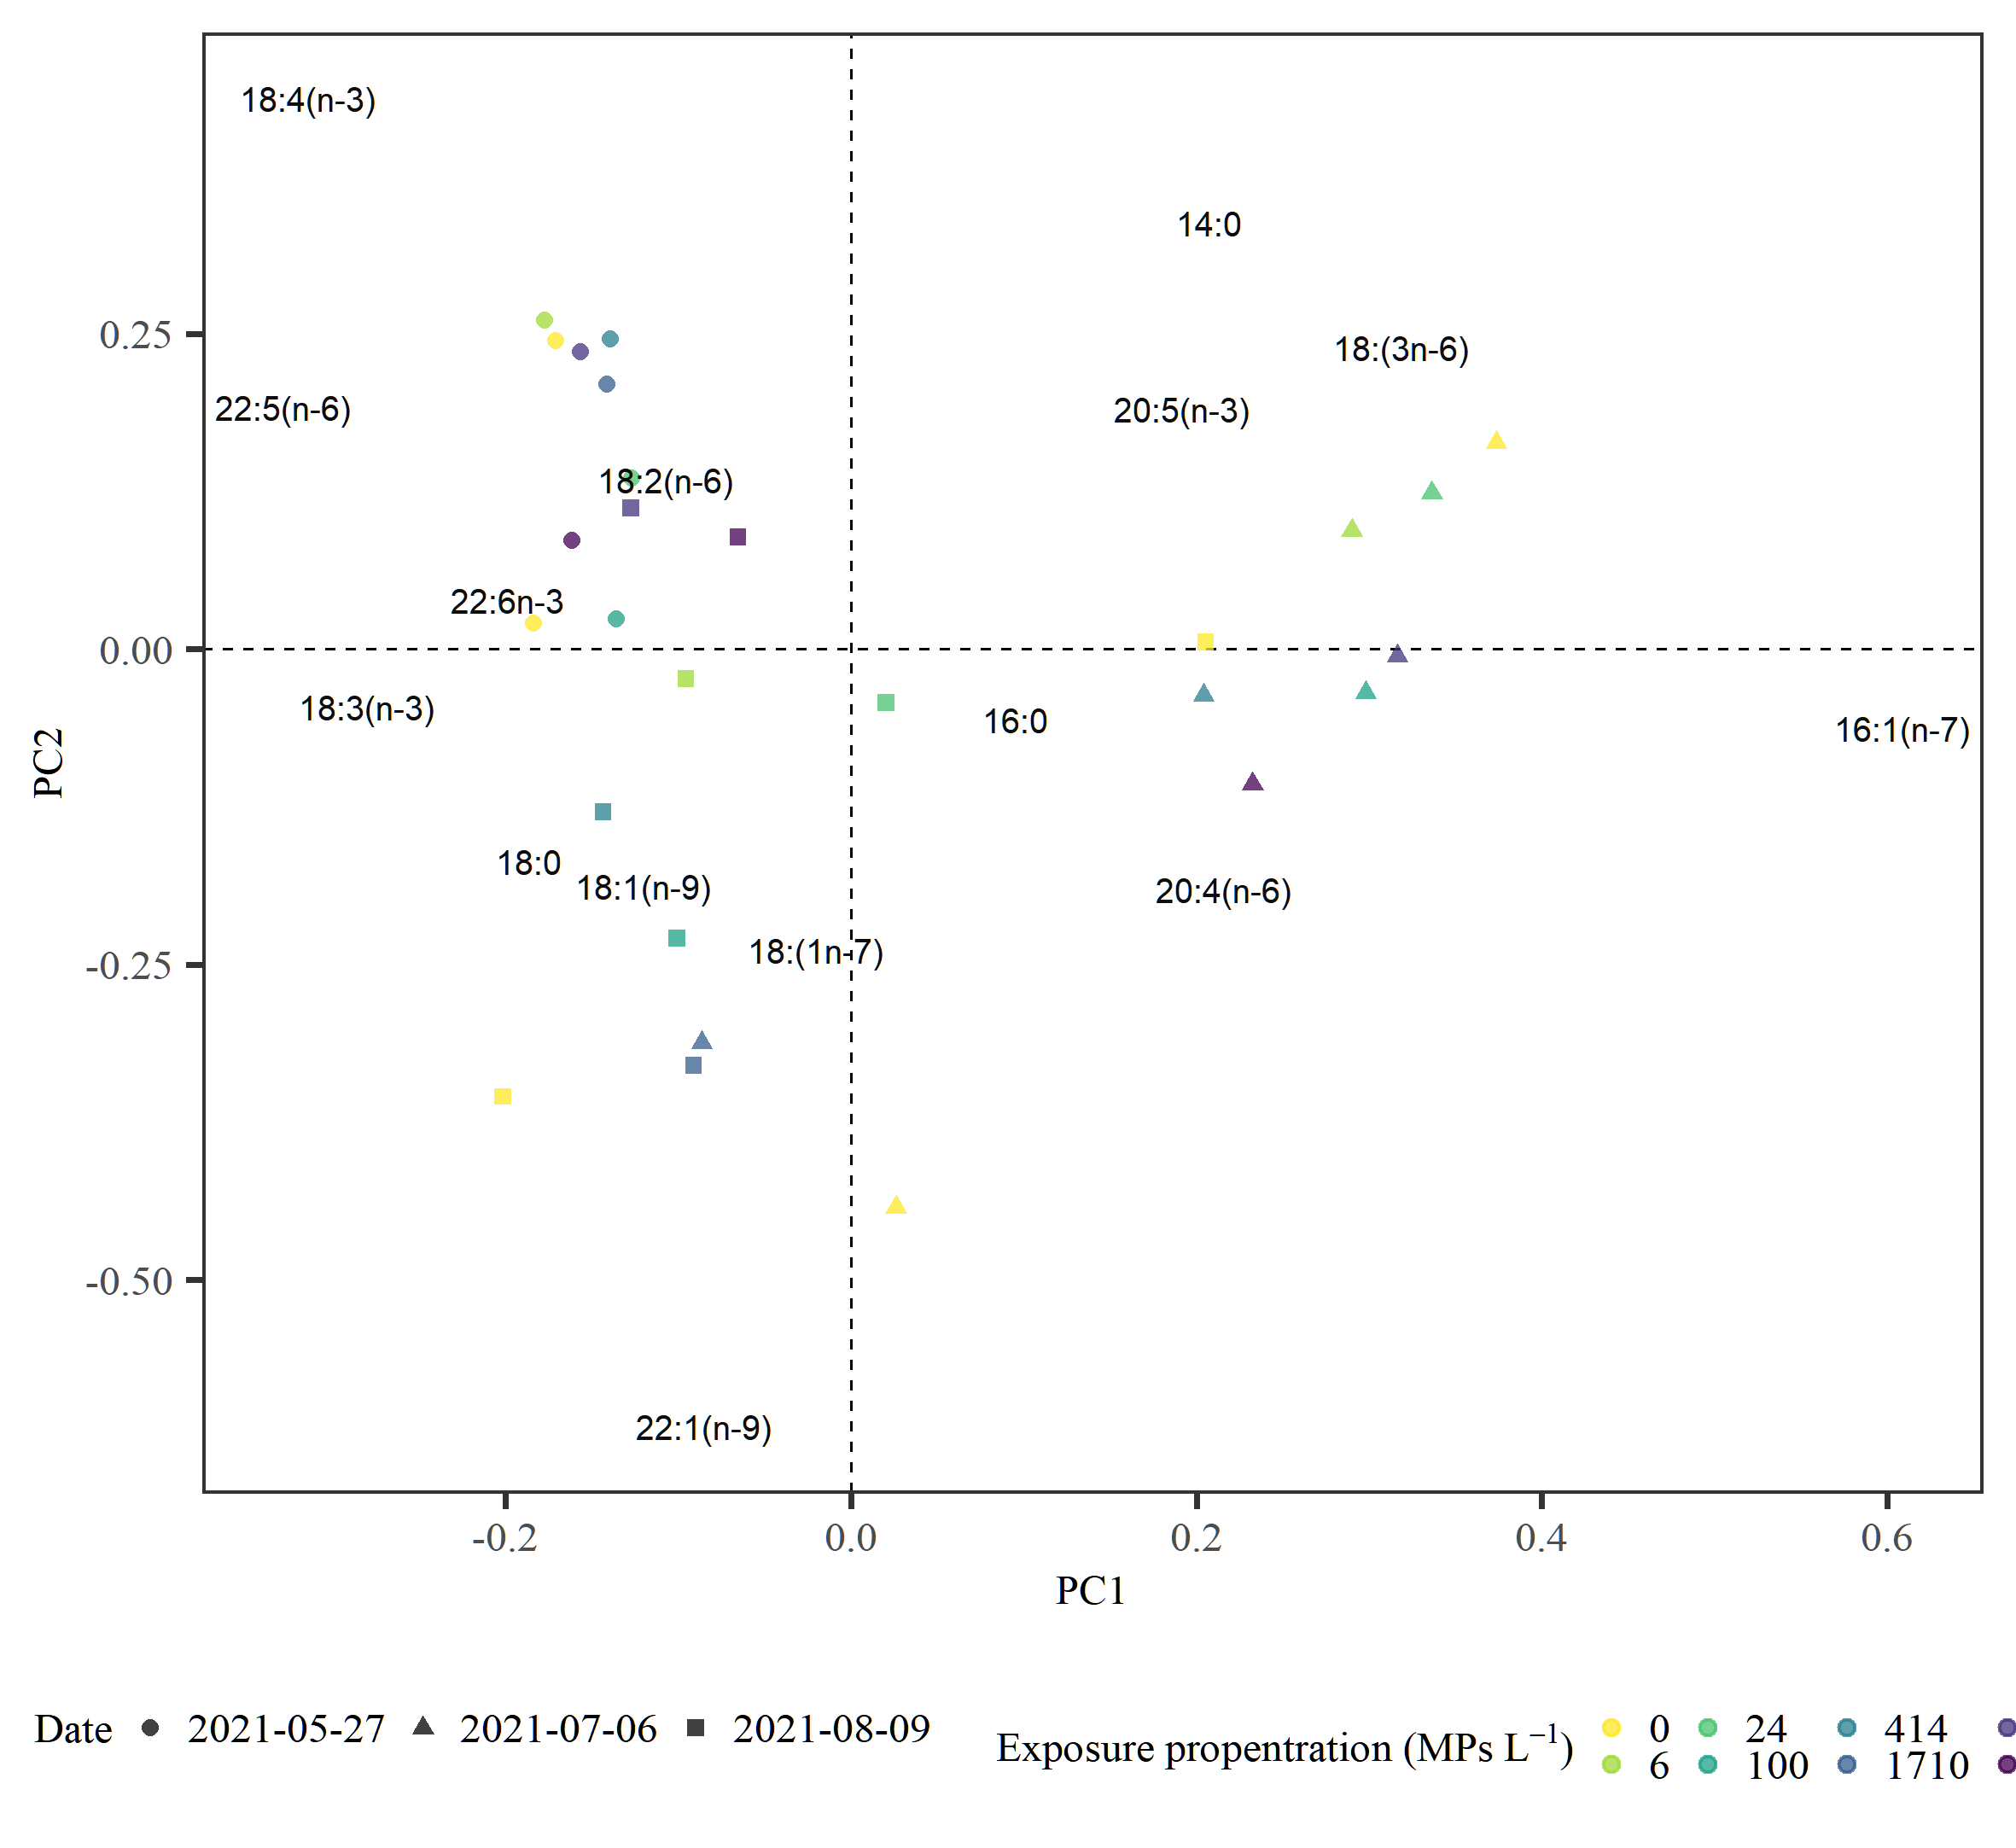 18:4(n-3)
14:0
18:(3n-6)
20:5(n-3)
22:5(n-6)
18:2(n-6)
22:6n-3
18:3(n-3)
16:0
16:1(n-7)
18:0
18:1(n-9)
20:4(n-6)
18:(1n-7)
22:1(n-9)
0.25
0.00
-0.25
-0.50
PC2
-0.2 0.0 0.2 0.4 0.6
PC1
Date 2021-05-27 2021-07-06 2021-08-09
Exposure propentration (MPs L⁻¹)
0 24 414
6 100 1710